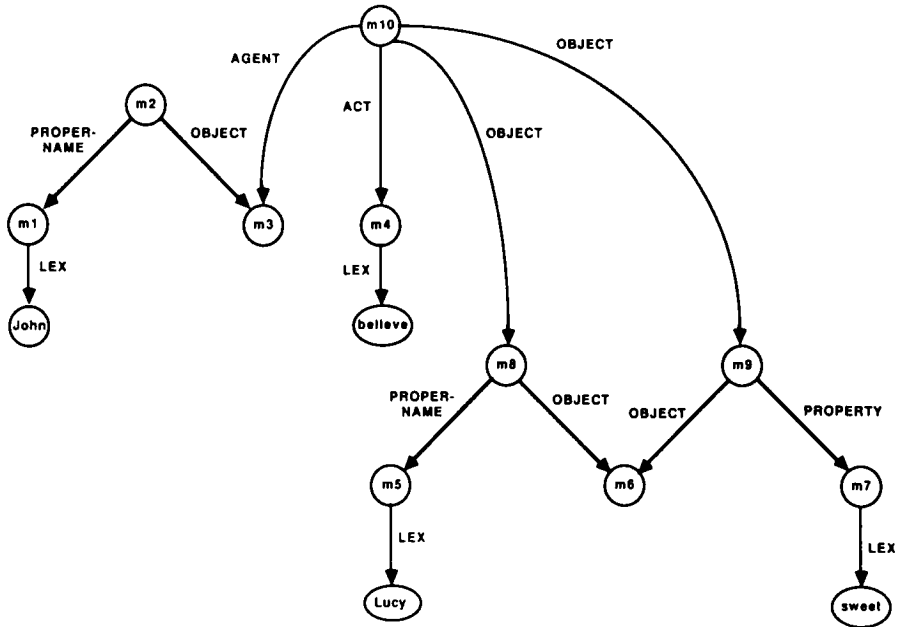 m10
OBJECT
AGENT
m2
ACT
PROPER-
NAME
OBJECT
OBJECT
m1
m3
m4
LEX
LEX
John
believe
m8
m9
PROPER-
NAME
OBJECT
OBJECT
PROPERTY
m5
m6
m7
LEX
LEX
Lucy
sweet